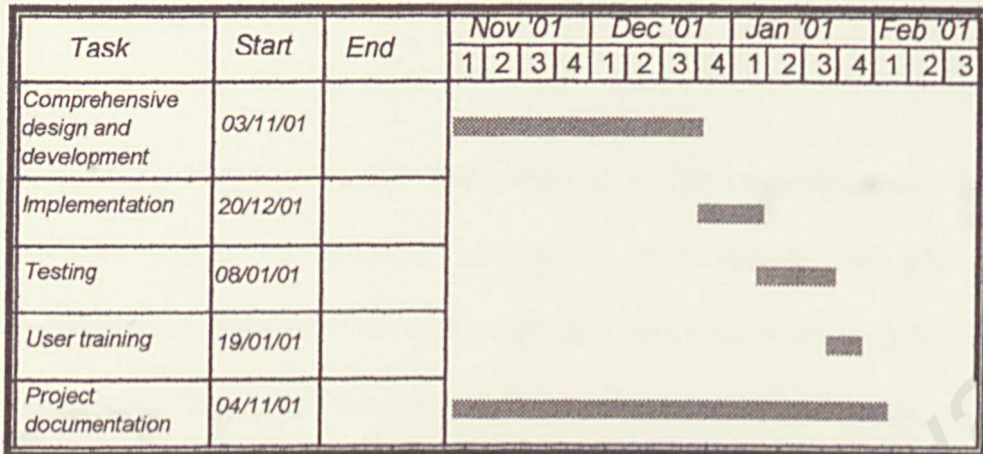 Task Start End Nov '01 Dec '01 Jan '01 Feb '01
1 2 3 4 1 2 3 4 1 2 3 4 1 2 3
Comprehensive
design and 03/11/01
development
Implementation 20/12/01
Testing 08/01/01
User training 19/01/01
Project
documentation 04/11/01